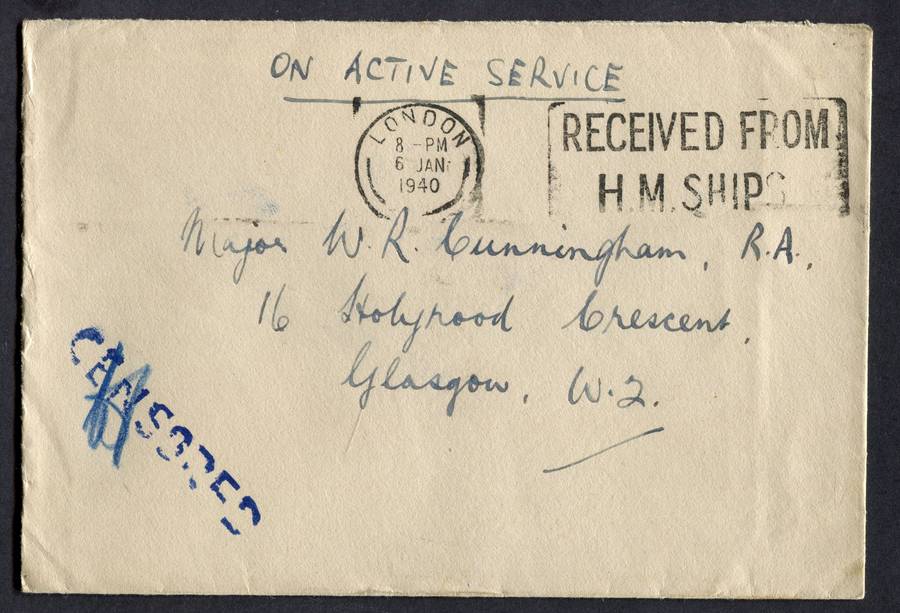 ON ACTIVE SERVICE
LONDON
8 - PM
6 JAN
1940
RECEIVED FROM
H.M. SHIPS
Major W. R. Cunningham, R.A.,
16 Holyrood Crescent,
Glasgow, W.2.
CENSORED